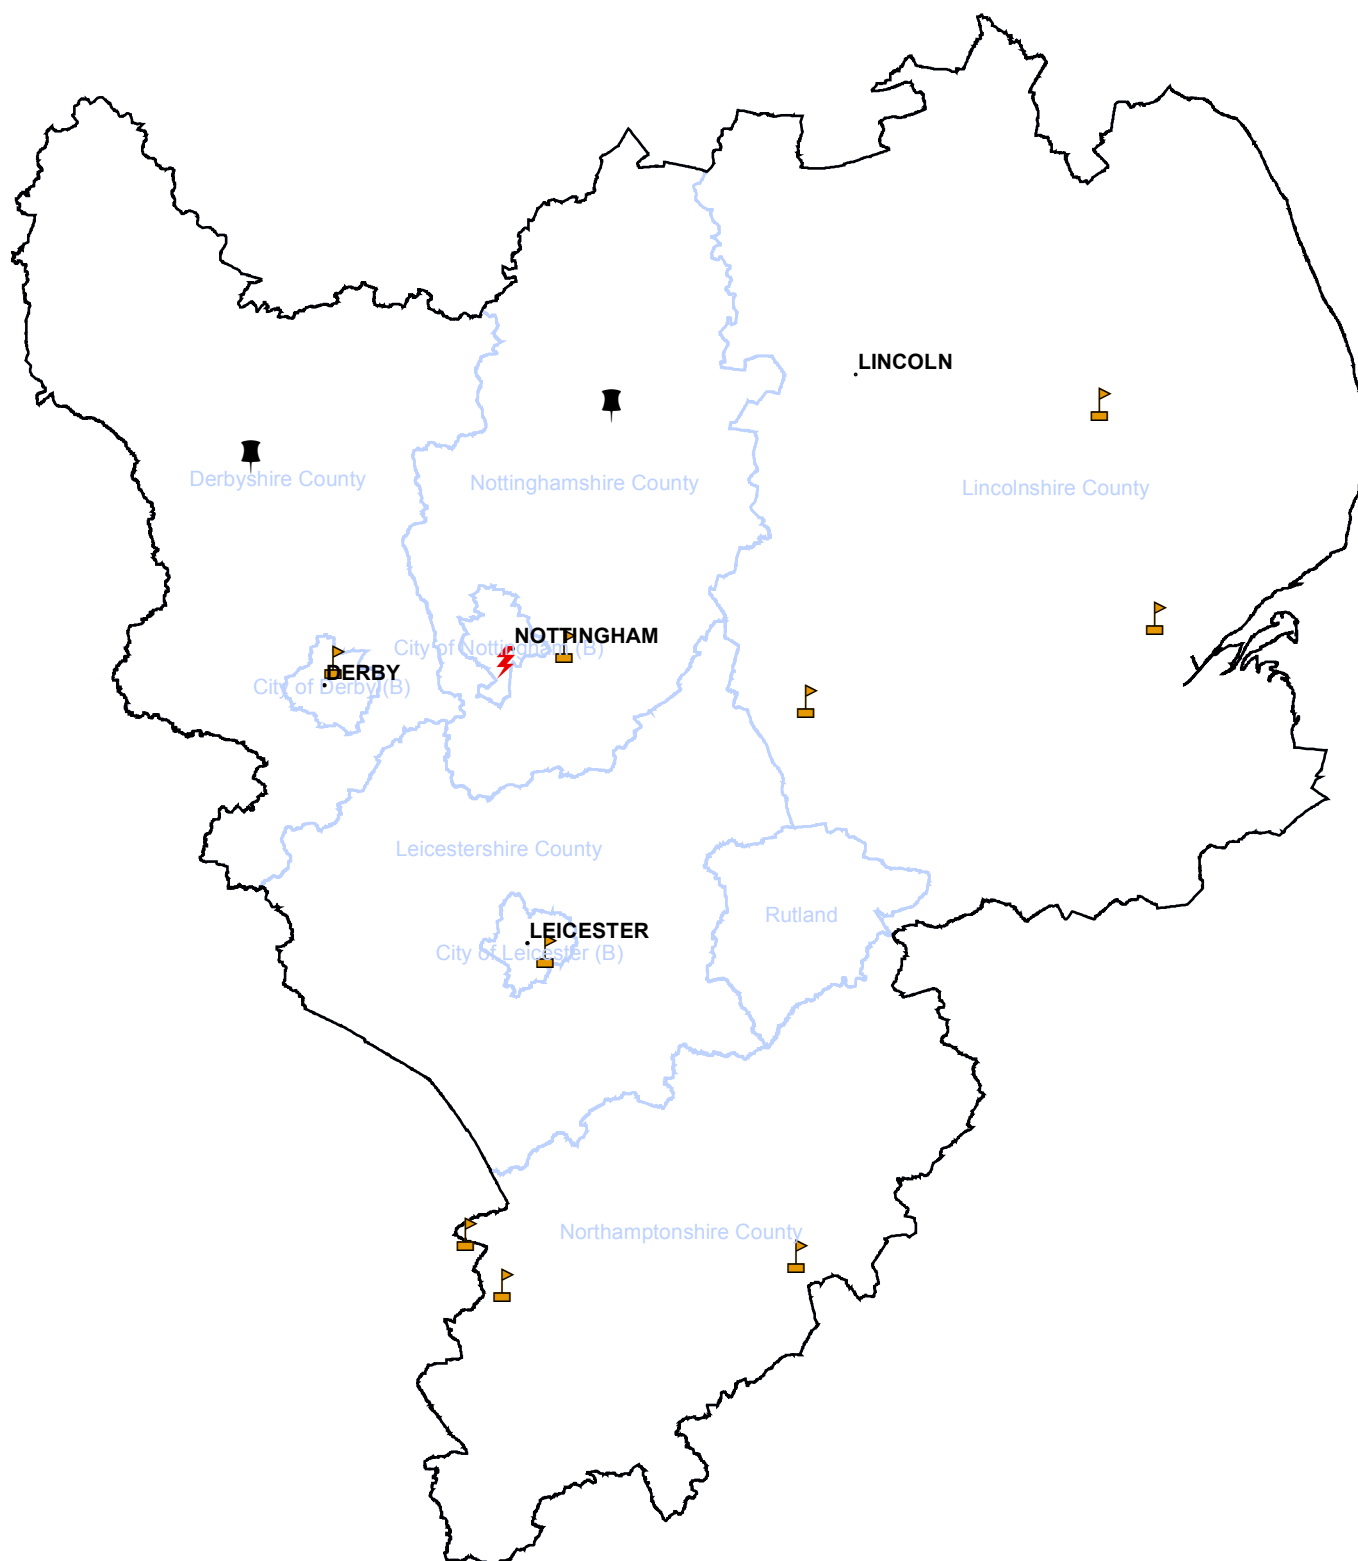 LINCOLN
Derbyshire County
Nottinghamshire County
Lincolnshire County
NOTTINGHAM
City of Nottingham (B)
DERBY
City of Derby (B)
Leicestershire County
Rutland
LEICESTER
City of Leicester (B)
Northamptonshire County